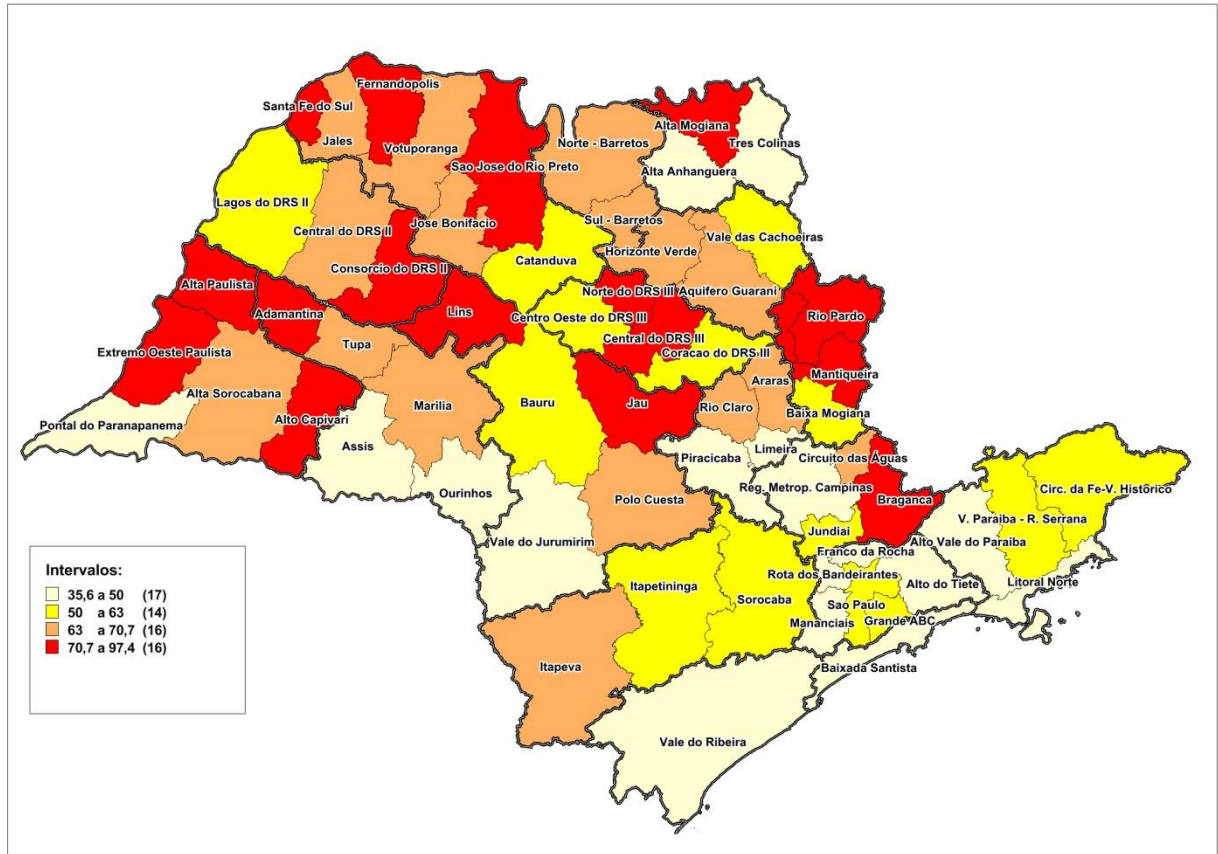 Fernandopolis
Santa Fe do Sul
Jales
Votuporanga
Sao Jose do Rio Preto
Norte - Barretos
Alta Mogiana
Tres Colinas
Alta Anhanguera
Lagos do DRS II
Central do DRS II
Jose Bonifacio
Sul - Barretos
Horizonte Verde
Vale das Cachoeiras
Catanduva
Consorcio do DRS II
Alta Paulista
Adamantina
Lins
Norte do DRS III
Aquifero Guarani
Centro Oeste do DRS III
Rio Pardo
Central do DRS III
Coracao do DRS III
Tupa
Extremo Oeste Paulista
Alta Sorocabana
Alto Capivari
Marilia
Bauru
Jau
Araras
Rio Claro
Mantiqueira
Baixa Mogiana
Pontal do Paranapanema
Assis
Ourinhos
Piracicaba
Limeira
Circuito das Águas
Reg. Metrop. Campinas
Braganca
Circ. da Fe-V. Histórico
Polo Cuesta
V. Paraiba - R. Serrana
Jundiai
Alto Vale do Paraiba
Vale do Jurumirim
Franco da Rocha
Itapetininga
Rota dos Bandeirantes
Alto do Tiete
Litoral Norte
Sorocaba
Sao Paulo
Mananciais
Grande ABC
Itapeva
Baixada Santista
Vale do Ribeira
Intervalos:
35,6 a 50 (17)
50 a 63 (14)
63 a 70,7 (16)
70,7 a 97,4 (16)